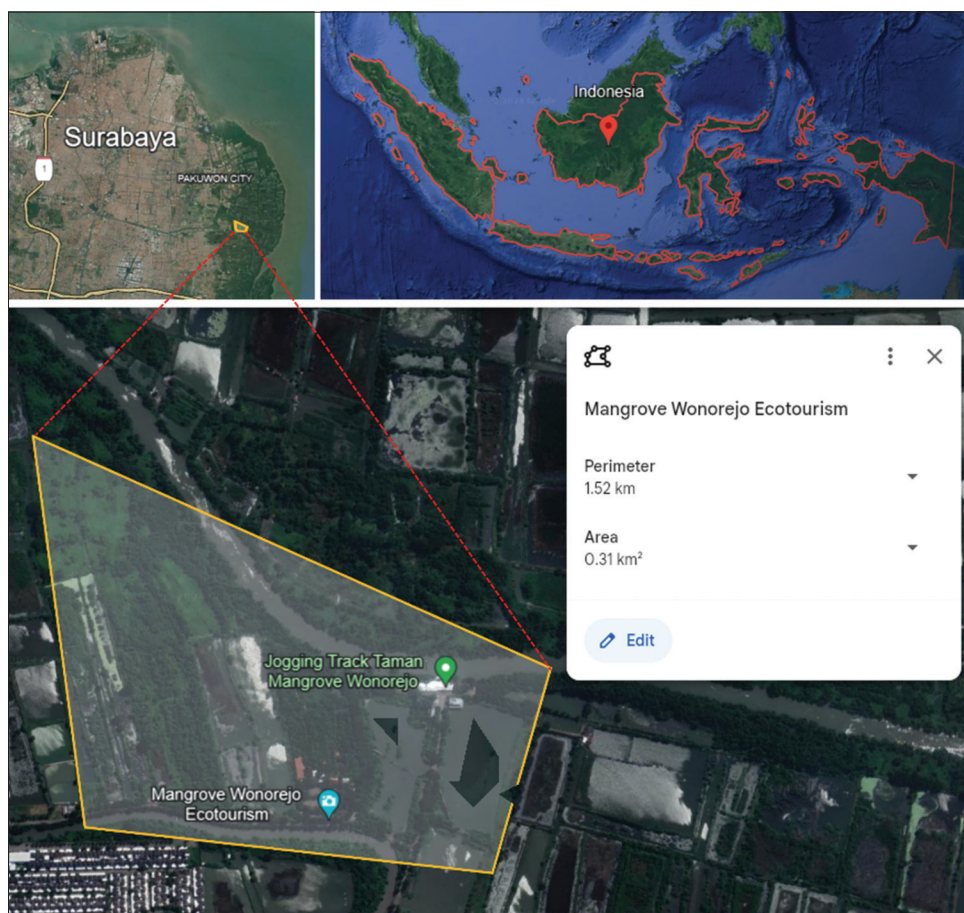 Surabaya
1
PAKUWON CITY
Indonesia
Mangrove Wonorejo Ecotourism
Perimeter
1.52 km
Area
0.31 km²
Edit
Jogging Track Taman
Mangrove Wonorejo
Mangrove Wonorejo
Ecotourism